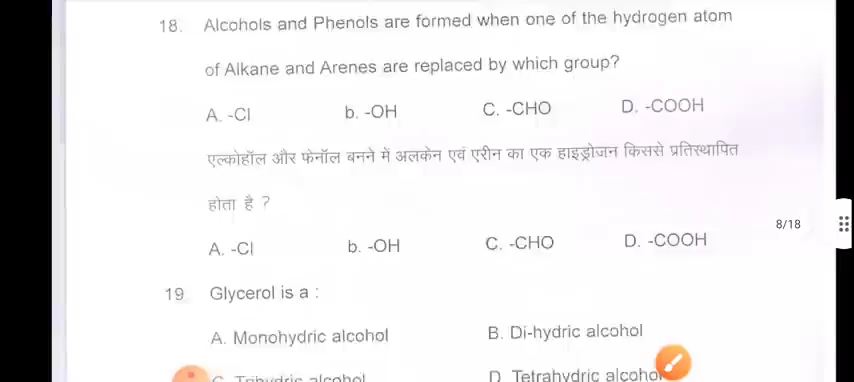 18. Alcohols and Phenols are formed when one of the hydrogen atom
of Alkane and Arenes are replaced by which group?
A. -Cl b. -OH C. -CHO D. -COOH
एल्कोहॉल और फेनॉल बनने में अलकेन एवं एरीन का एक हाइड्रोजन किससे प्रतिस्थापित
होता है ?
8/18
A. -Cl b. -OH C. -CHO D. -COOH
19. Glycerol is a :
A. Monohydric alcohol B. Di-hydric alcohol
C. Trihydric alcohol D. Tetrahydric alcohol